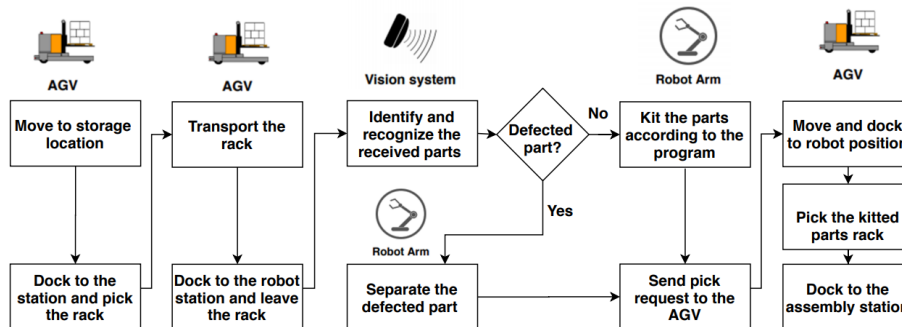 AGV
Move to storage
location
Dock to the
station and pick
the rack
AGV
Transport the
rack
Dock to the robot
station and leave
the rack
Vision system
Identify and
recognize the
received parts
Defected
part?
No
Yes
Robot Arm
Separate the
defected part
Robot Arm
Kit the parts
according to the
program
Send pick
request to the
AGV
AGV
Move and dock
to robot position
Pick the kitted
parts rack
Dock to the
assembly station